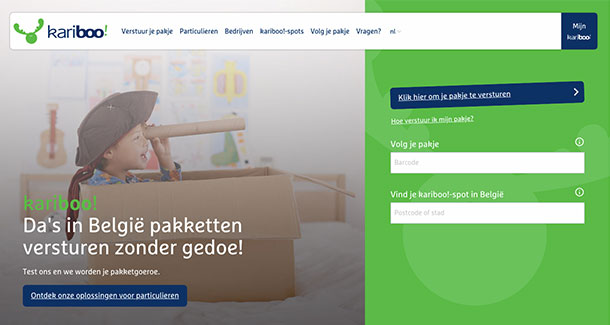 kariboo!
Verstuur je pakje Particulieren Bedrijven kariboo!-spots Volg je pakje Vragen? nl
Mijn
kariboo!
kariboo!
Da's in België pakketten
versturen zonder gedoe!
Test ons en we worden je pakketgoeroe.
Ontdek onze oplossingen voor particulieren
Klik hier om je pakje te versturen
Hoe verstuur ik mijn pakje?
Volg je pakje
Barcode
Vind je kariboo!-spot in België
Postcode of stad